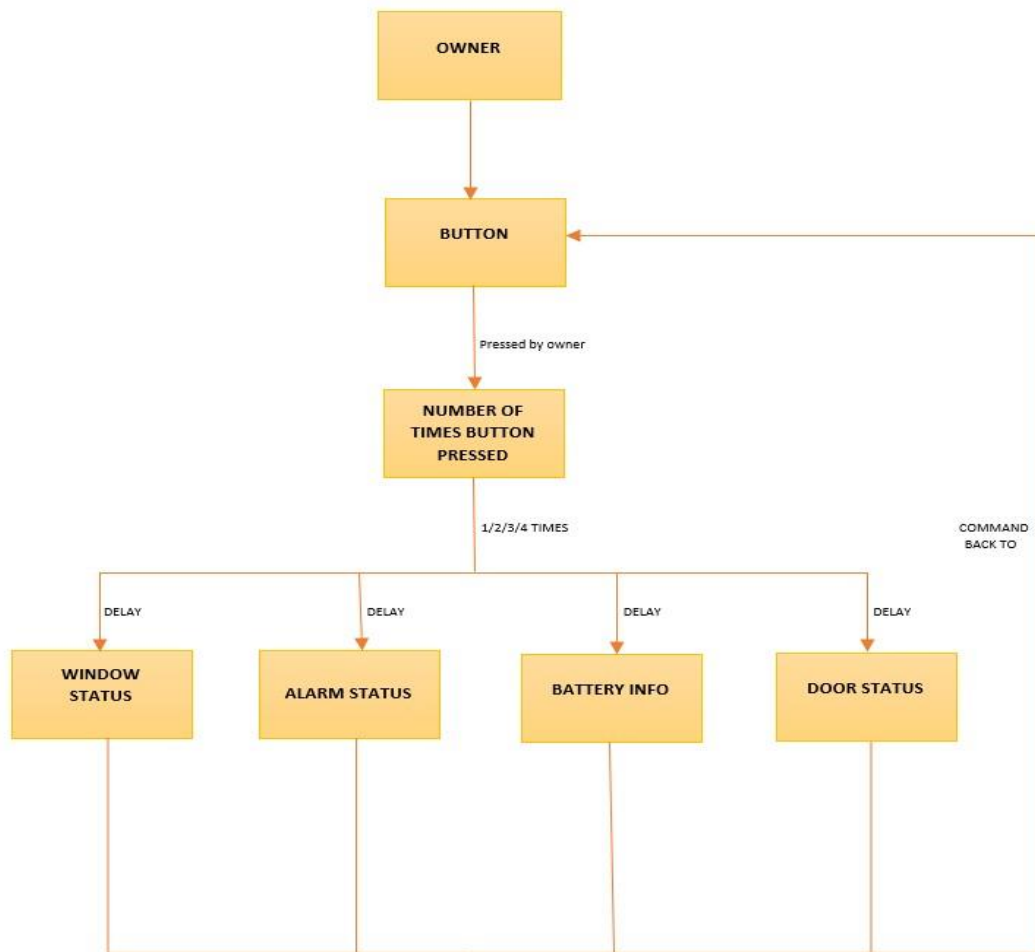 OWNER
BUTTON
Pressed by owner
NUMBER OF
TIMES BUTTON
PRESSED
1/2/3/4 TIMES
COMMAND
BACK TO
DELAY
DELAY
DELAY
DELAY
WINDOW
STATUS
ALARM STATUS
BATTERY INFO
DOOR STATUS